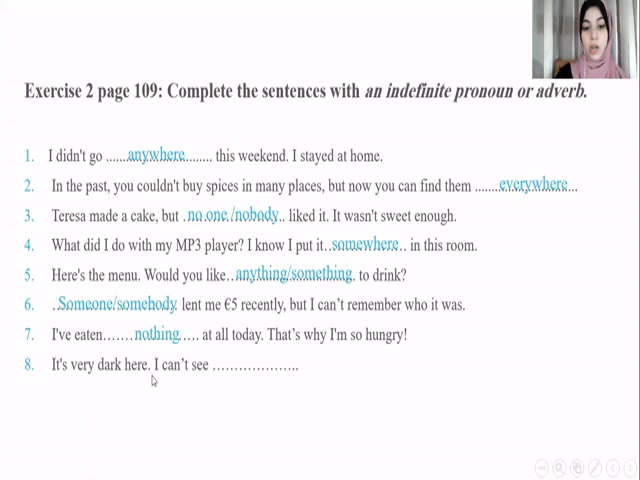 Exercise 2 page 109: Complete the sentences with an indefinite pronoun or adverb.
1. I didn't go ......anywhere........ this weekend. I stayed at home.
2. In the past, you couldn't buy spices in many places, but now you can find them .......everywhere...
3. Teresa made a cake, but .no one/nobody.. liked it. It wasn't sweet enough.
4. What did I do with my MP3 player? I know I put it..somewhere.. in this room.
5. Here's the menu. Would you like..anything/something. to drink?
6. .Someone/somebody. lent me €5 recently, but I can't remember who it was.
7. I've eaten........nothing..... at all today. That's why I'm so hungry!
8. It's very dark here. I can't see ......................